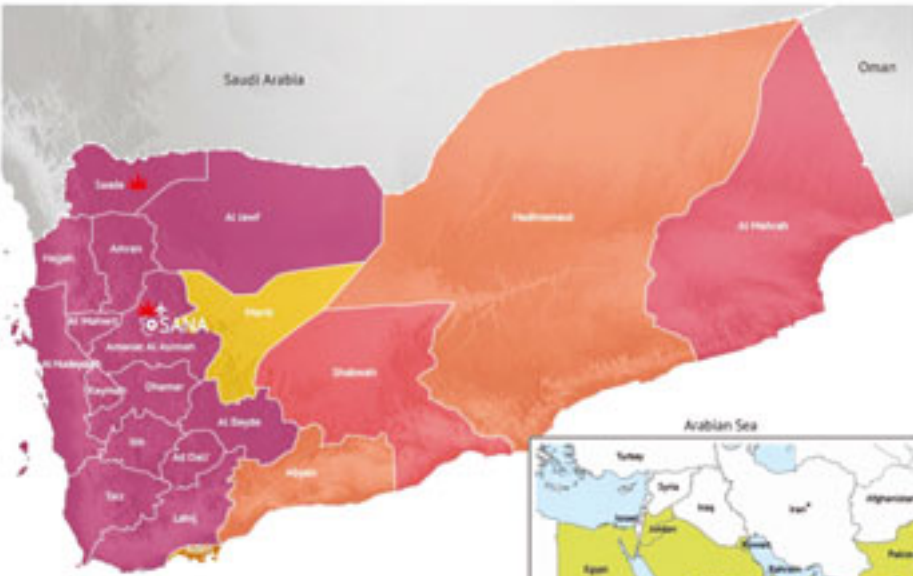 Saudi Arabia
Oman
Saada
Al Jawf
Hadhramaut
Al Mahrah
Amran
Hajjah
Marib
SANA
Al Mahwit
Amanat Al Asimah
Al Hudaydah
Raymah
Dhamar
Shabwah
Al Bayda
Ibb
Ad Dali'
Abyan
Taiz
Lahij
Arabian Sea
Turkey
Syria
Iraq
Iran
Afghanistan
Israel
Jordan
Kuwait
Egypt
Bahrain